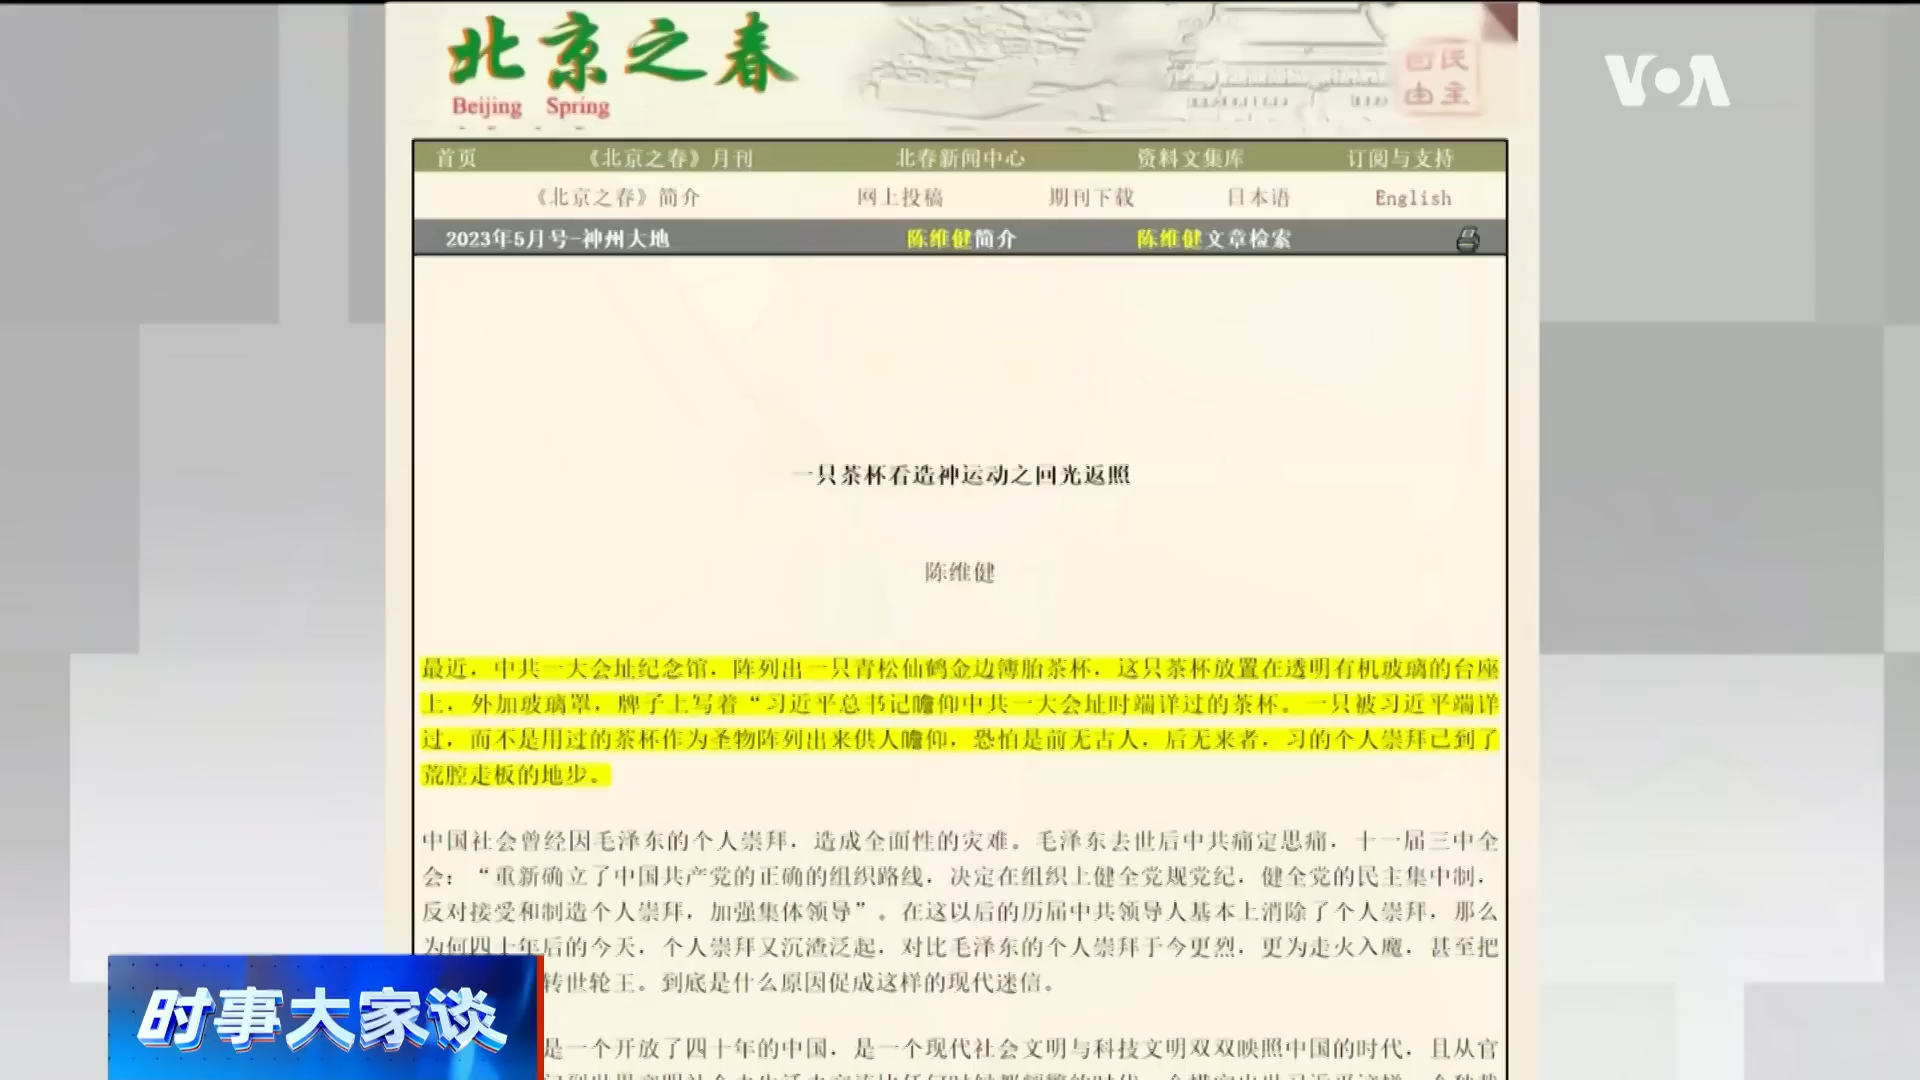 北京之春
Beijing Spring
自民
由主
VOA
首页 《北京之春》月刊 北春新闻中心 资料文集库 订阅与支持
《北京之春》简介 网上投稿 期刊下载 日本语 English
2023年5月号-神州大地 陈维健简介 陈维健文章检索
一只茶杯看造神运动之回光返照
陈维健
最近，中共一大会址纪念馆，阵列出一只青松仙鹤金边簿胎茶杯，这只茶杯放置在透明有机玻璃的台座
上，外加玻璃罩，牌子上写着“习近平总书记瞻仰中共一大会址时端详过的茶杯。一只被习近平端详
过，而不是用过的茶杯作为圣物阵列出来供人瞻仰，恐怕是前无古人，后无来者，习的个人崇拜已到了
荒腔走板的地步。
中国社会曾经因毛泽东的个人崇拜，造成全面性的灾难。毛泽东去世后中共痛定思痛，十一届三中全
会：“重新确立了中国共产党的正确的组织路线，决定在组织上健全党规党纪，健全党的民主集中制，
反对接受和制造个人崇拜，加强集体领导”。在这以后的历届中共领导人基本上消除了个人崇拜，那么
为何四十年后的今天，个人崇拜又沉渣泛起，对比毛泽东的个人崇拜于今更烈，更为走火入魔，甚至把
转世轮王。到底是什么原因促成这样的现代迷信。
是一个开放了四十年的中国，是一个现代社会文明与科技文明双双映照中国的时代，且从官
时事大家谈